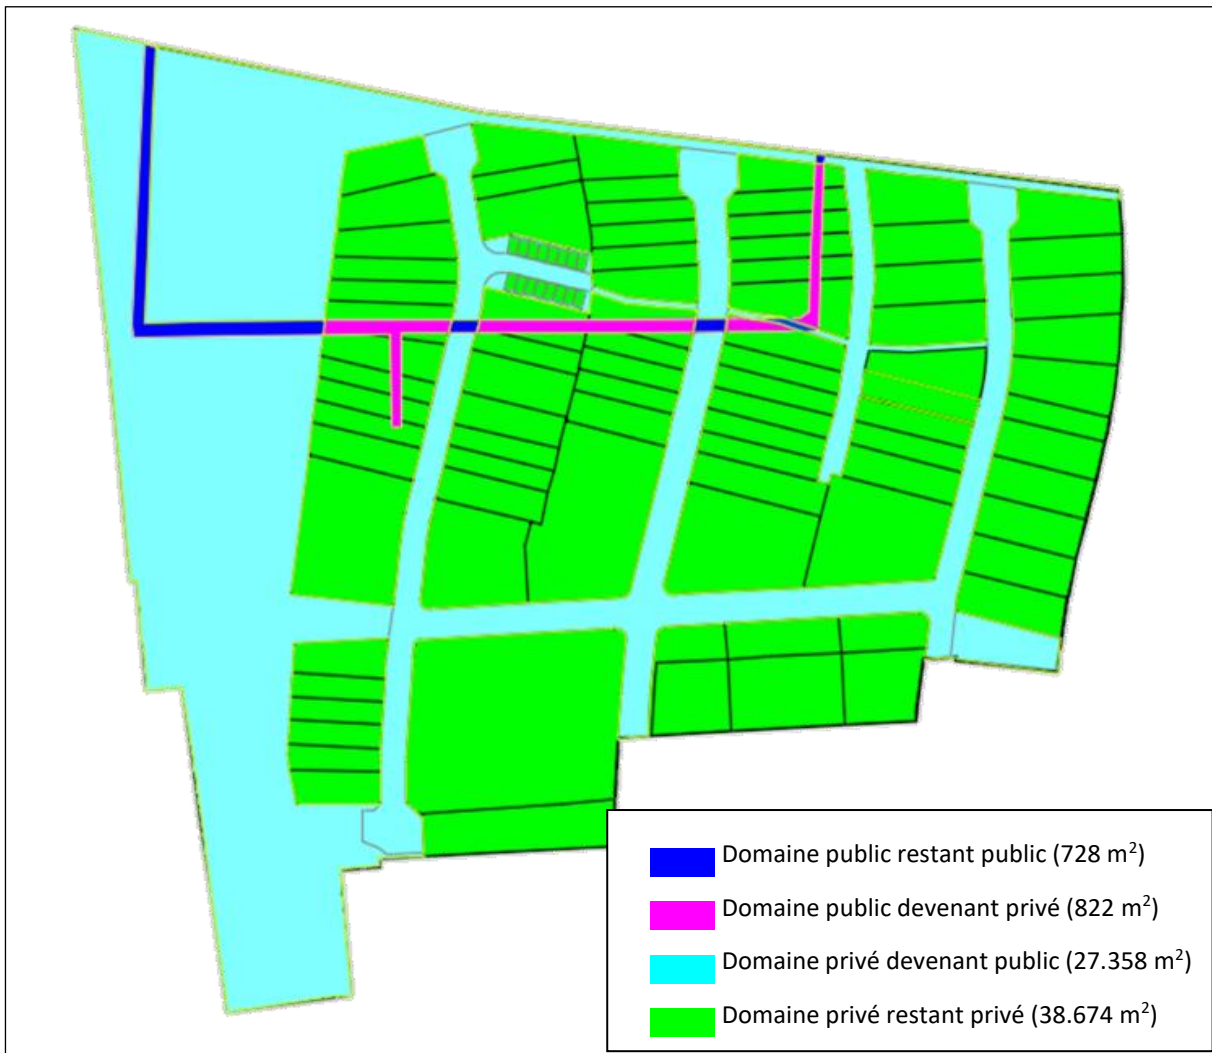 Domaine public restant public (728 m²)
Domaine public devenant privé (822 m²)
Domaine privé devenant public (27.358 m²)
Domaine privé restant privé (38.674 m²)